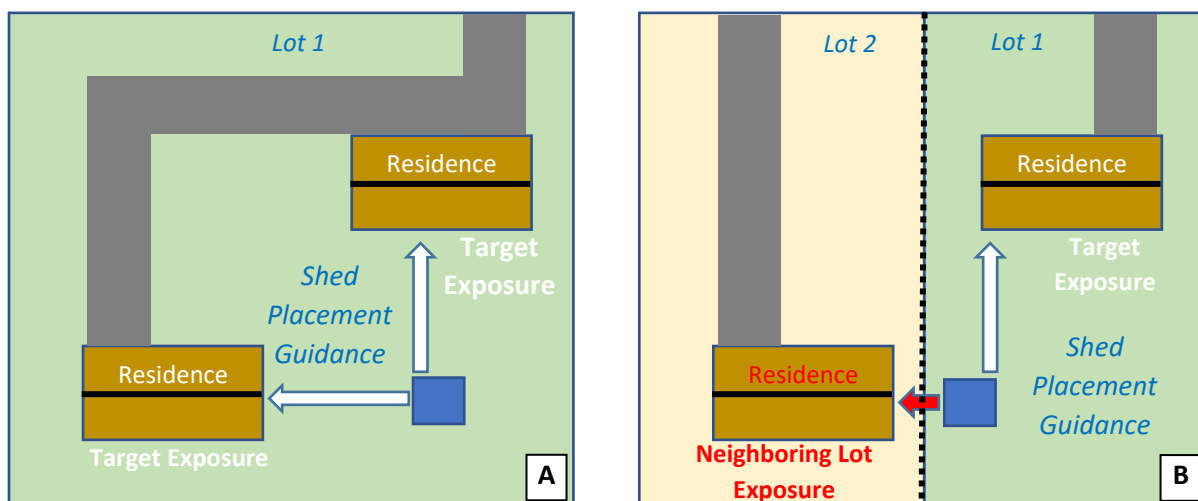 Lot 1
Residence
Target
Exposure
Shed
Placement
Guidance
Residence
Target Exposure
A
Lot 2
Lot 1
Residence
Target
Exposure
Shed
Placement
Guidance
Residence
Neighboring Lot
Exposure
B